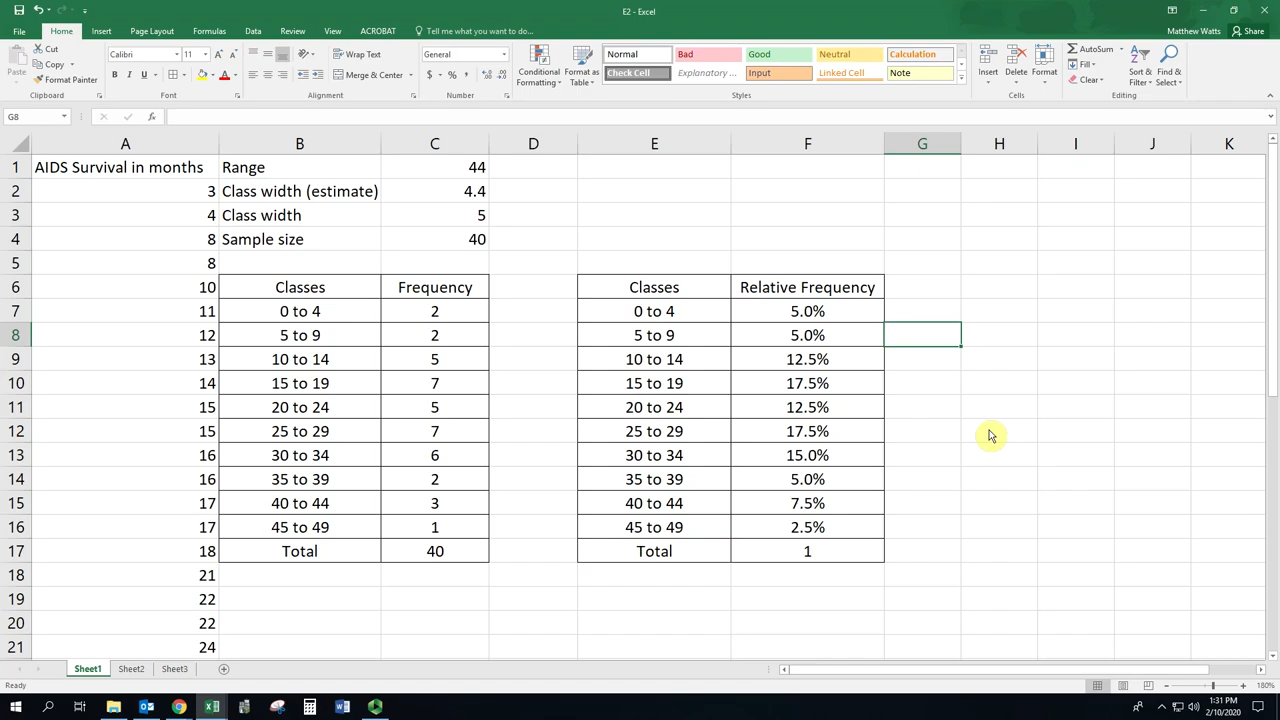 E2 - Excel
File Home Insert Page Layout Formulas Data Review View ACROBAT Tell me what you want to do... Matthew Watts Share
Paste Cut Copy Format Painter Clipboard
Calibri 11 B I U Font
Wrap Text Merge & Center Alignment
General $ % , Number
Conditional Formatting Format as Table
Normal Bad Good Neutral Calculation
Check Cell Explanatory ... Input Linked Cell Note
Styles
Insert Delete Format Cells
AutoSum Fill Clear Sort & Filter Find & Select Editing
G8 fx
A B C D E F G H I J K
1 AIDS Survival in months Range 44
2 3 Class width (estimate) 4.4
3 4 Class width 5
4 8 Sample size 40
5 8
6 10 Classes Frequency Classes Relative Frequency
7 11 0 to 4 2 0 to 4 5.0%
8 12 5 to 9 2 5 to 9 5.0%
9 13 10 to 14 5 10 to 14 12.5%
10 14 15 to 19 7 15 to 19 17.5%
11 15 20 to 24 5 20 to 24 12.5%
12 15 25 to 29 7 25 to 29 17.5%
13 16 30 to 34 6 30 to 34 15.0%
14 16 35 to 39 2 35 to 39 5.0%
15 17 40 to 44 3 40 to 44 7.5%
16 17 45 to 49 1 45 to 49 2.5%
17 18 Total 40 Total 1
18 21
19 22
20 22
21 24
Sheet1 Sheet2 Sheet3
Ready 180%
1:31 PM
2/10/2020